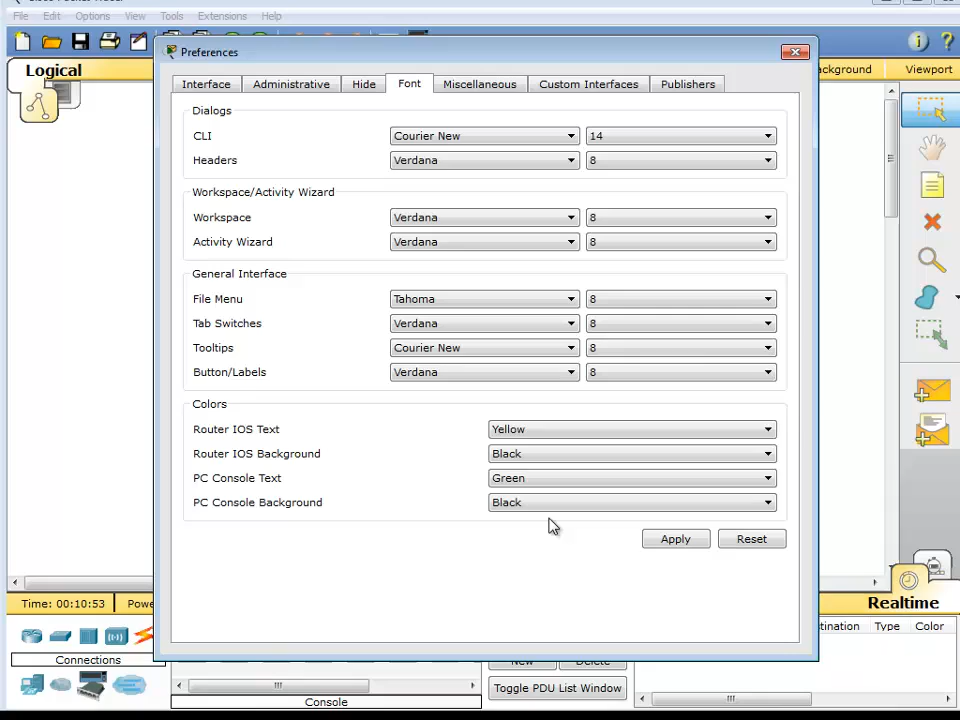 File Edit Options View Tools Extensions Help
Preferences
Logical
ackground Viewport
Interface Administrative Hide Font Miscellaneous Custom Interfaces Publishers
Dialogs
CLI Courier New 14
Headers Verdana 8
Workspace/Activity Wizard
Workspace Verdana 8
Activity Wizard Verdana 8
General Interface
File Menu Tahoma 8
Tab Switches Verdana 8
Tooltips Courier New 8
Button/Labels Verdana 8
Colors
Router IOS Text Yellow
Router IOS Background Black
PC Console Text Green
PC Console Background Black
Apply Reset
Time: 00:10:53 Powe
Realtime
tination Type Color
Connections
New Delete
Toggle PDU List Window
Console